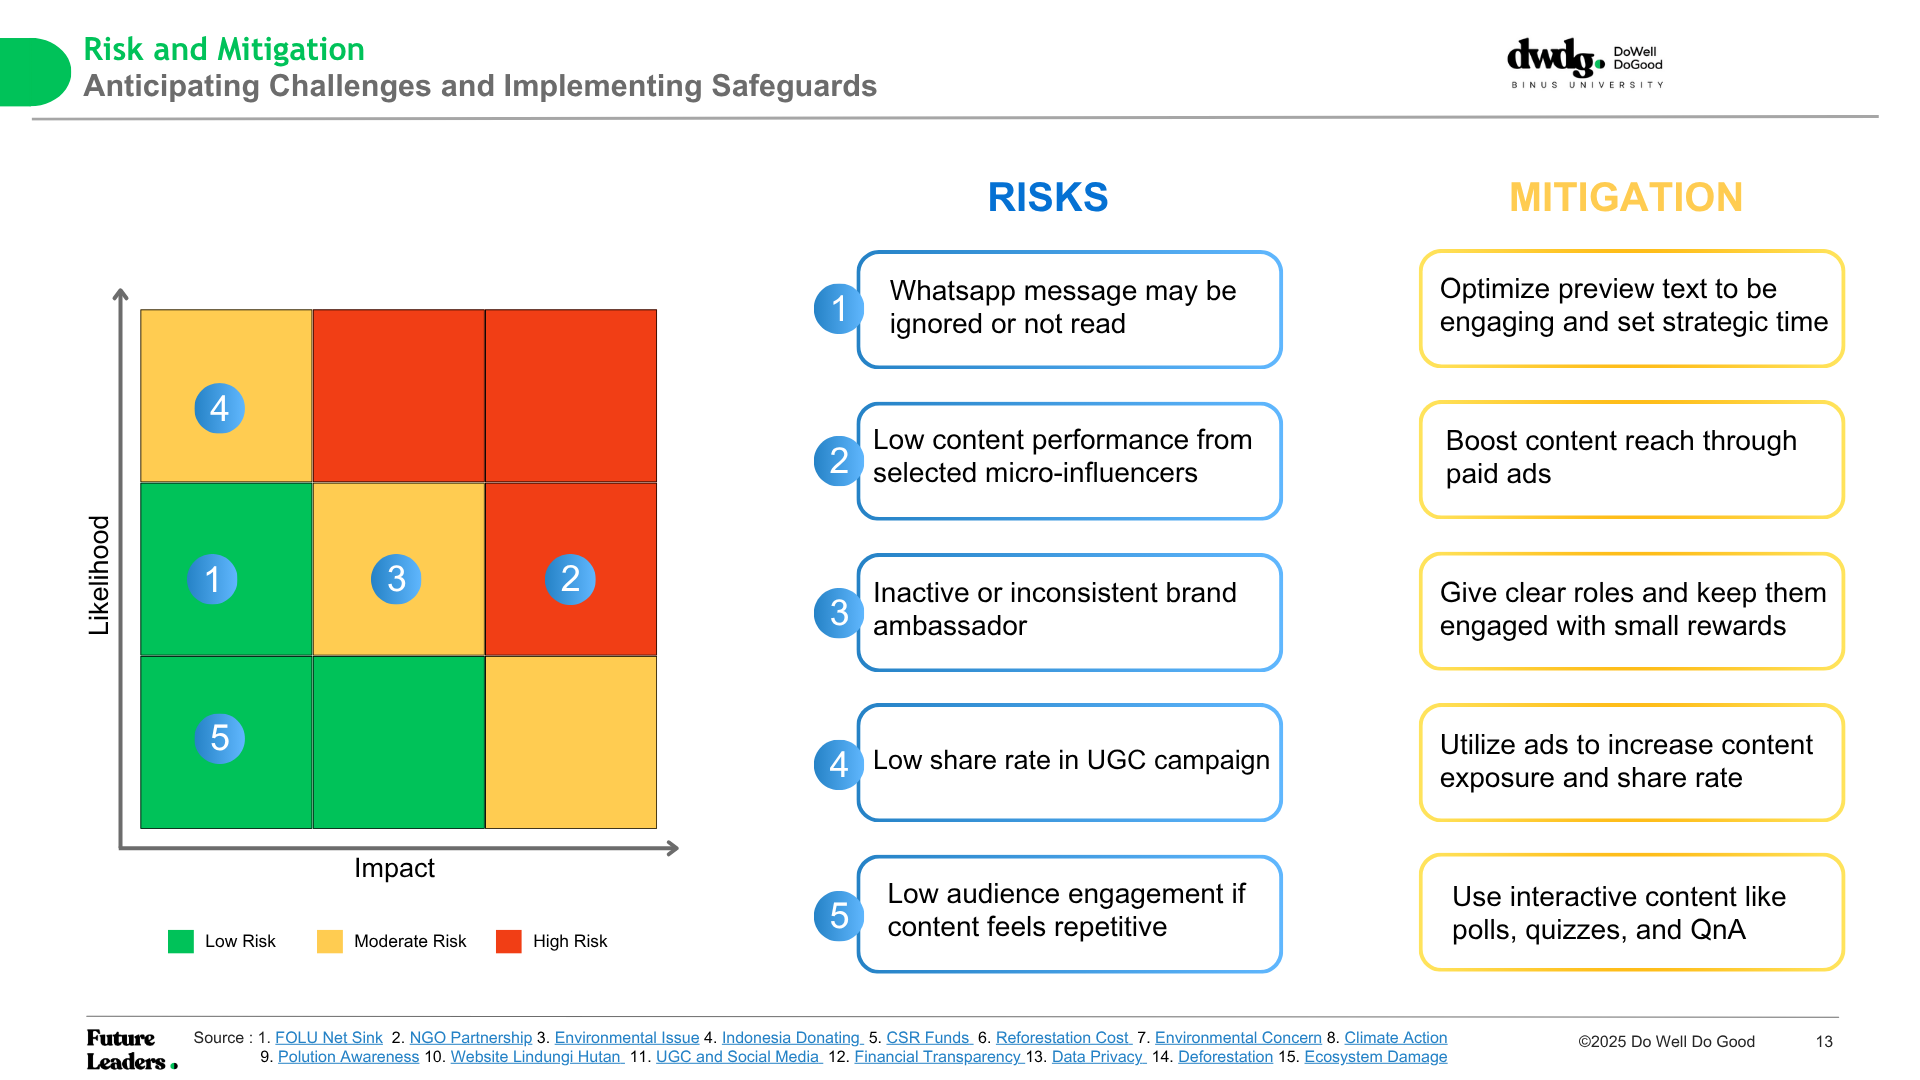 Risk and Mitigation
Anticipating Challenges and Implementing Safeguards
dwdg.
DoWell
DoGood
BINUS UNIVERSITY
Likelihood
4
1
3
2
5
Impact
Low Risk
Moderate Risk
High Risk
RISKS
1
Whatsapp message may be
ignored or not read
2
Low content performance from
selected micro-influencers
3
Inactive or inconsistent brand
ambassador
4
Low share rate in UGC campaign
5
Low audience engagement if
content feels repetitive
MITIGATION
Optimize preview text to be
engaging and set strategic time
Boost content reach through
paid ads
Give clear roles and keep them
engaged with small rewards
Utilize ads to increase content
exposure and share rate
Use interactive content like
polls, quizzes, and QnA
Future
Leaders.
Source : 1. FOLU Net Sink 2. NGO Partnership 3. Environmental Issue 4. Indonesia Donating 5. CSR Funds 6. Reforestation Cost 7. Environmental Concern 8. Climate Action
9. Polution Awareness 10. Website Lindungi Hutan 11. UGC and Social Media 12. Financial Transparency 13. Data Privacy 14. Deforestation 15. Ecosystem Damage
©2025 Do Well Do Good
13